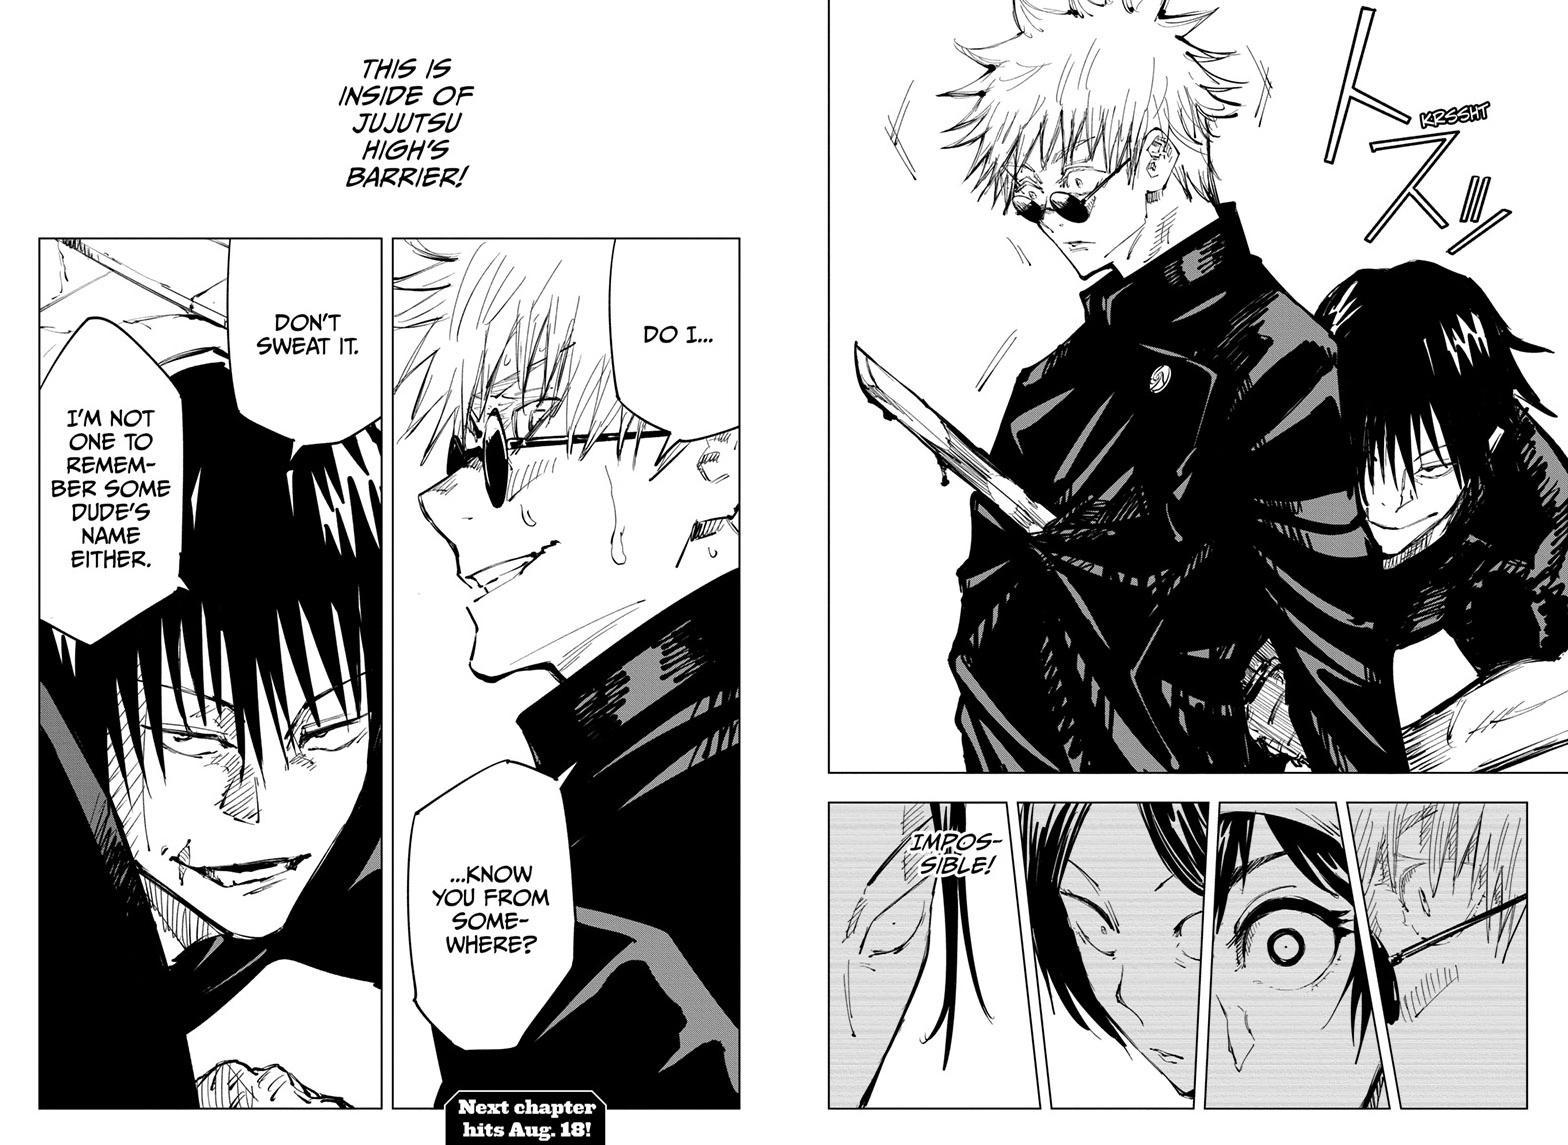 トスッ
KRSSHT
IMPOS-
SIBLE!
THIS IS
INSIDE OF
JUJUTSU
HIGH'S
BARRIER!
DO I...
...KNOW
YOU FROM
SOME-
WHERE?
DON'T
SWEAT IT.
I'M NOT
ONE TO
REMEM-
BER SOME
DUDE'S
NAME
EITHER.
Next chapter
hits Aug. 18!